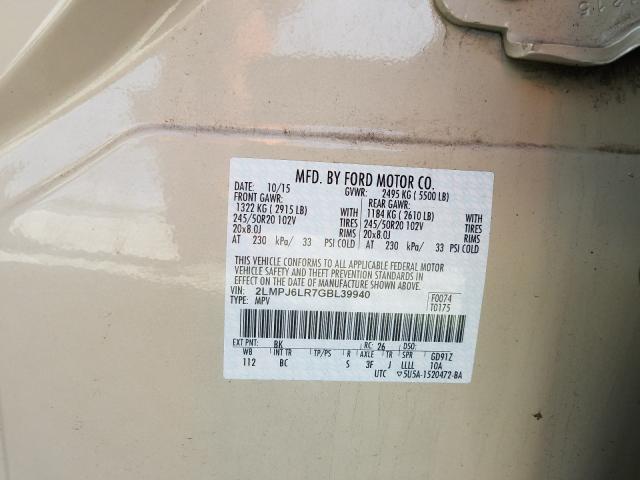 MFD. BY FORD MOTOR CO.
DATE: 10/15 GVWR: 2495 KG ( 5500 LB)
FRONT GAWR: REAR GAWR:
1322 KG ( 2915 LB) WITH 1184 KG ( 2610 LB) WITH
245/50R20 102V TIRES 245/50R20 102V TIRES
20x8.0J RIMS 20x8.0J RIMS
AT 230 kPa/ 33 PSI COLD AT 230 kPa/ 33 PSI COLD
THIS VEHICLE CONFORMS TO ALL APPLICABLE FEDERAL MOTOR
VEHICLE SAFETY AND THEFT PREVENTION STANDARDS IN
EFFECT ON THE DATE OF MANUFACTURE SHOWN ABOVE.
VIN: 2LMPJ6LR7GBL39940 F0074
TYPE: MPV T0175
EXT PNT: BK RC: 26 DSO:
WB INT TR TP/PS R AXLE TR SPR GD91Z
112 BC S 3F J LLLL 10A
UTC ▽5U5A-1520472-BA